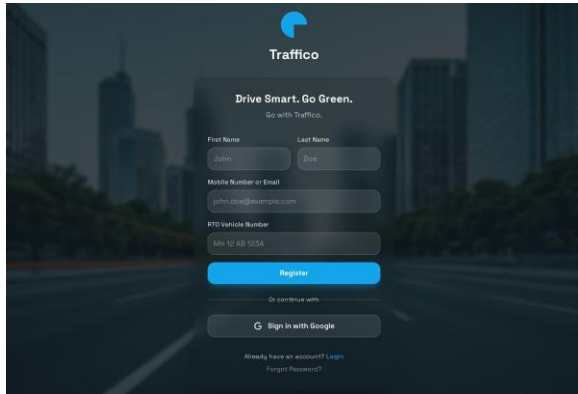 Traffico
Drive Smart. Go Green.
Go with Traffico.
First Name Last Name
John Doe
Mobile Number or Email
john.doe@example.com
RTO Vehicle Number
MH 12 AB 1234
Register
Or continue with
G Sign in with Google
Already have an account? Login
Forgot Password?